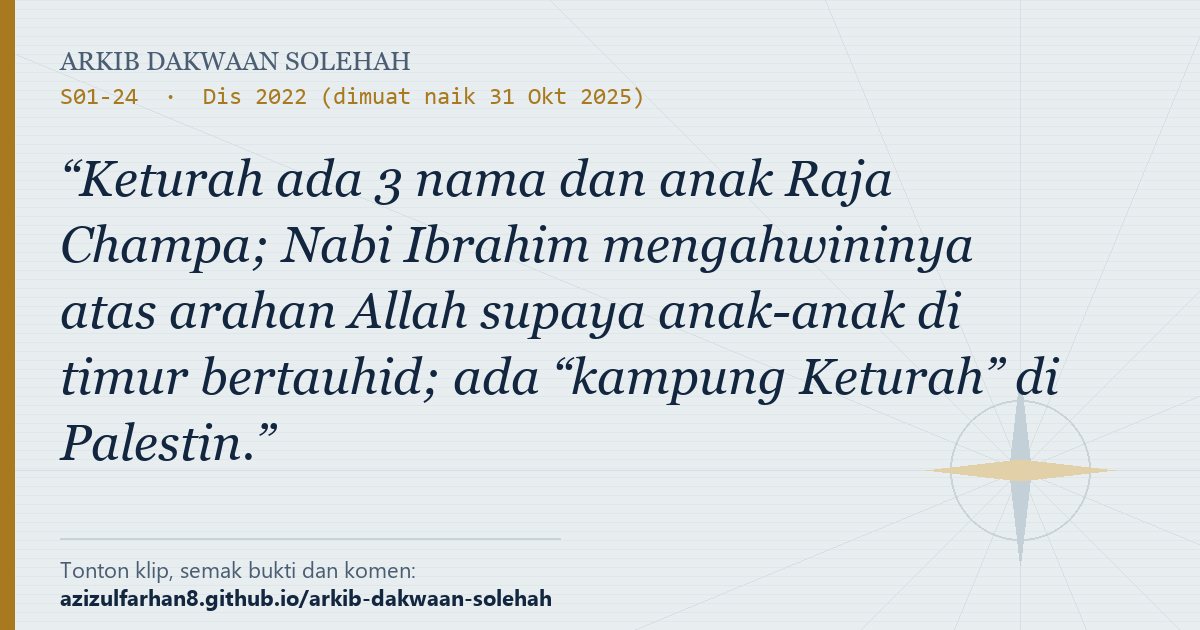 ARKIB DAKWAAN SOLEHAH
S01-24 · Dis 2022 (dimuat naik 31 Okt 2025)
“Keturah ada 3 nama dan anak Raja
Champa; Nabi Ibrahim mengahwininya
atas arahan Allah supaya anak-anak di
timur bertauhid; ada “kampung Keturah” di
Palestin.”
Tonton klip, semak bukti dan komen:
azizulfarhan8.github.io/arkib-dakwaan-solehah